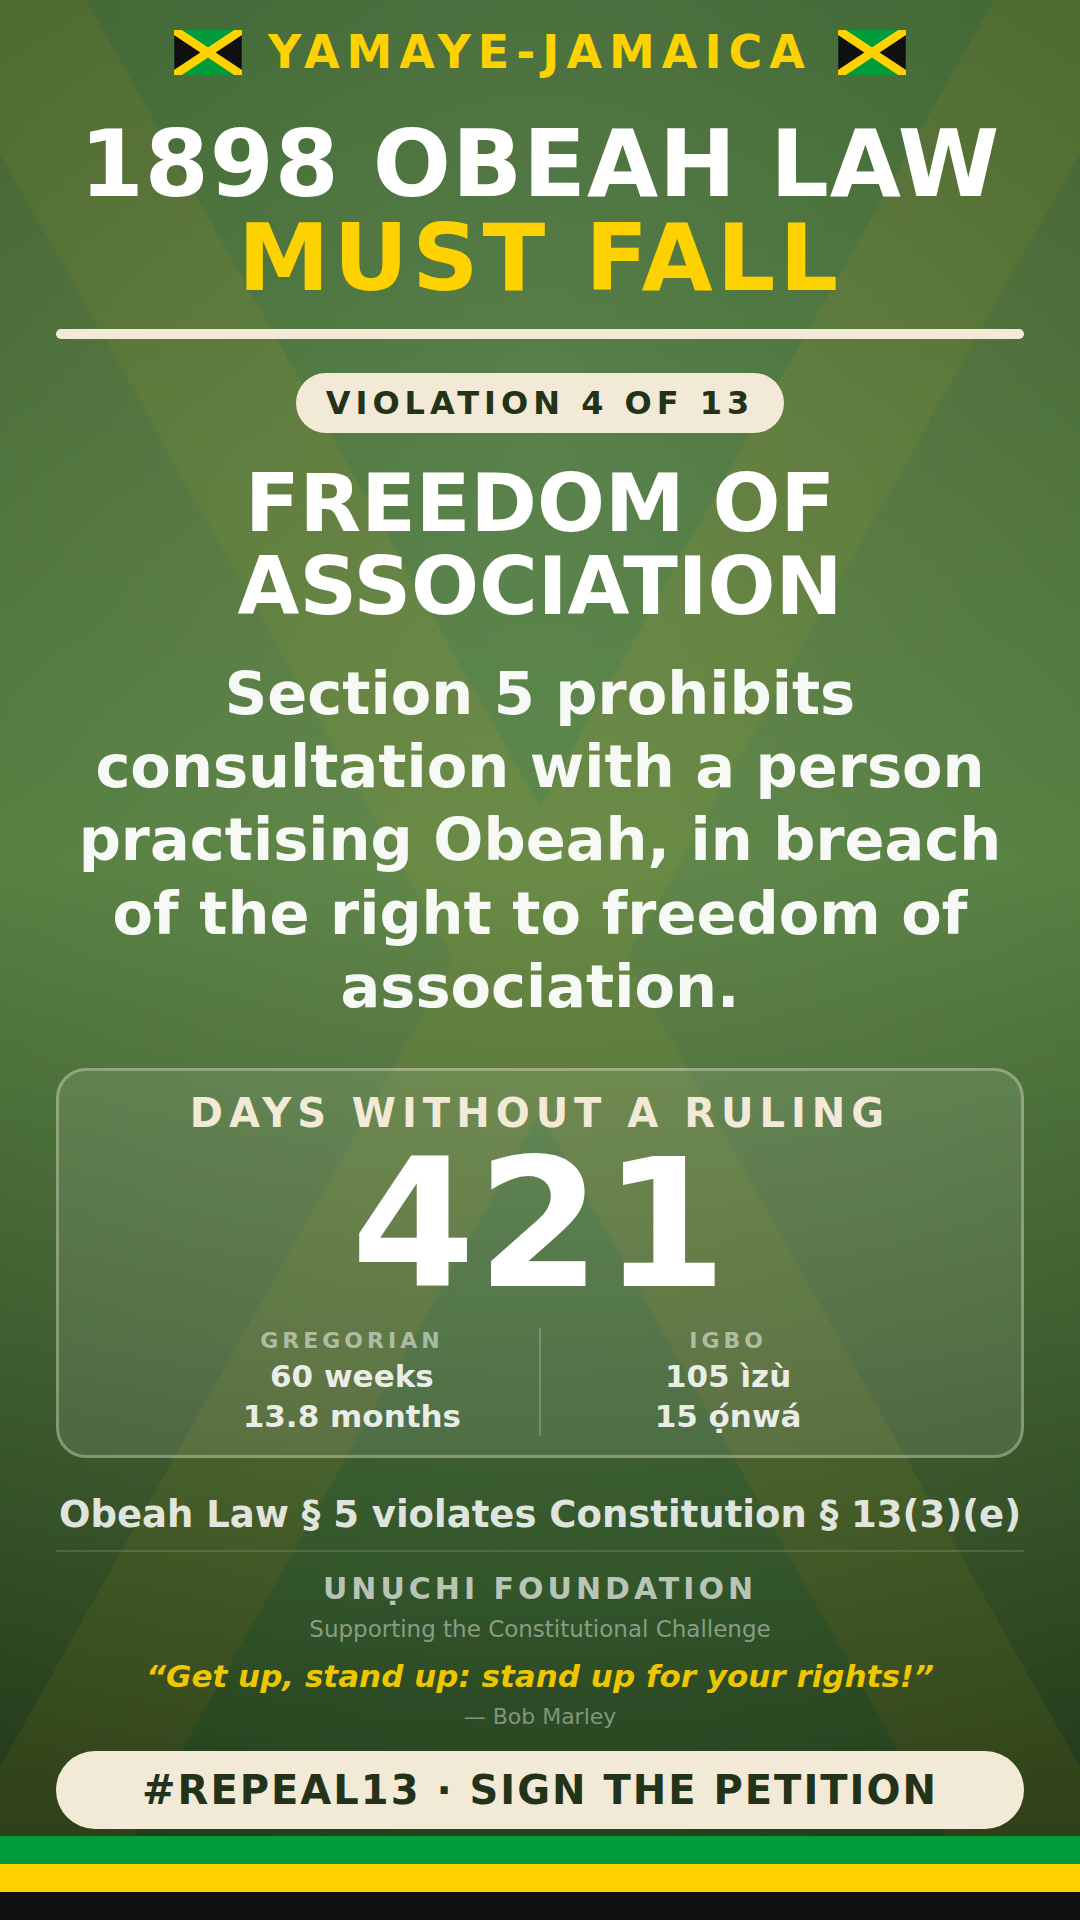 YAMAYE-JAMAICA
1898 OBEAH LAW
MUST FALL
VIOLATION 4 OF 13
FREEDOM OF
ASSOCIATION
Section 5 prohibits
consultation with a person
practising Obeah, in breach
of the right to freedom of
association.
DAYS WITHOUT A RULING
421
GREGORIAN
60 weeks
13.8 months
IGBO
105 ìzù
15 ọ́nwá
Obeah Law § 5 violates Constitution § 13(3)(e)
UNỤCHI FOUNDATION
Supporting the Constitutional Challenge
“Get up, stand up: stand up for your rights!”
— Bob Marley
#REPEAL13 · SIGN THE PETITION